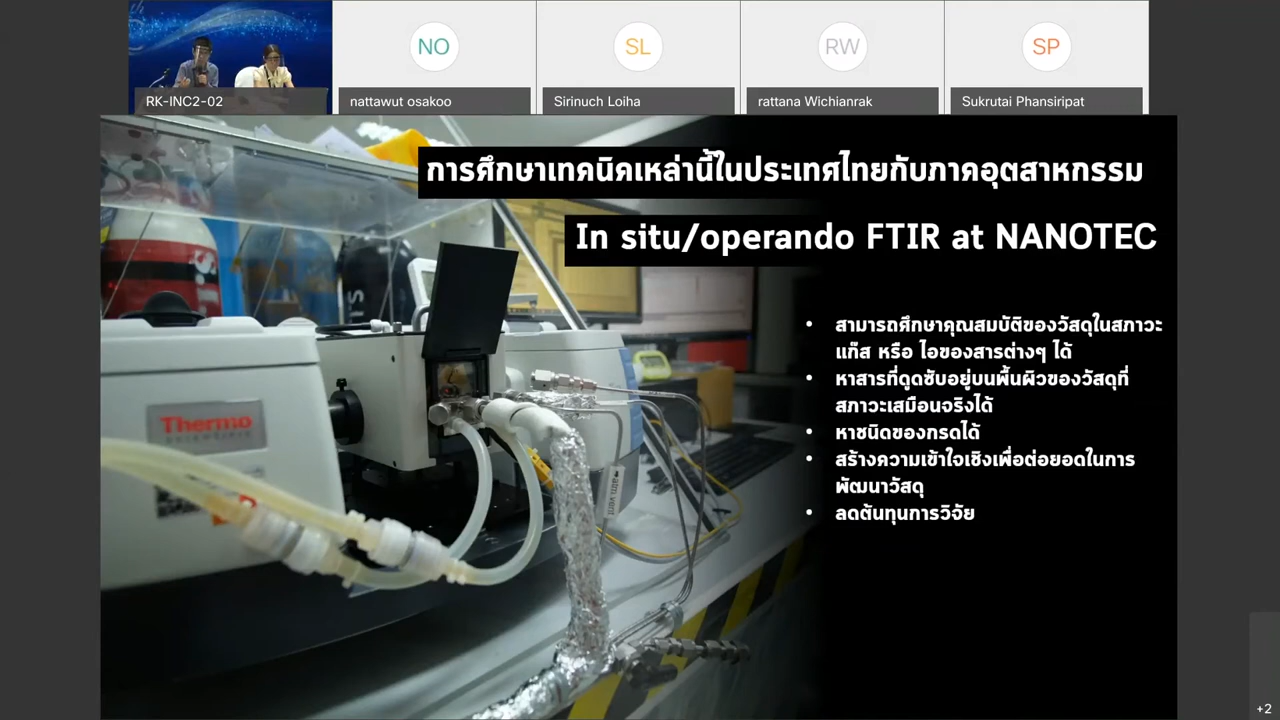 NO
SL
RW
SP
RK-INC2-02
nattawut osakoo
Sirinuch Loiha
rattana Wichianrak
Sukrutai Phansiripat
การศึกษาเทคนิคเหล่านี้ในประเทศไทยกับภาคอุตสาหกรรม
In situ/operando FTIR at NANOTEC
• สามารถศึกษาคุณสมบัติของวัสดุในสภาวะ
แก๊ส หรือ ไอของสารต่างๆ ได้
• หาสารที่ดูดซับอยู่บนพื้นผิวของวัสดุที่
สภาวะเสมือนจริงได้
• หาชนิดของกรดได้
• สร้างความเข้าใจเชิงเพื่อต่อยอดในการ
พัฒนาวัสดุ
• ลดต้นทุนการวิจัย
Thermo
+2